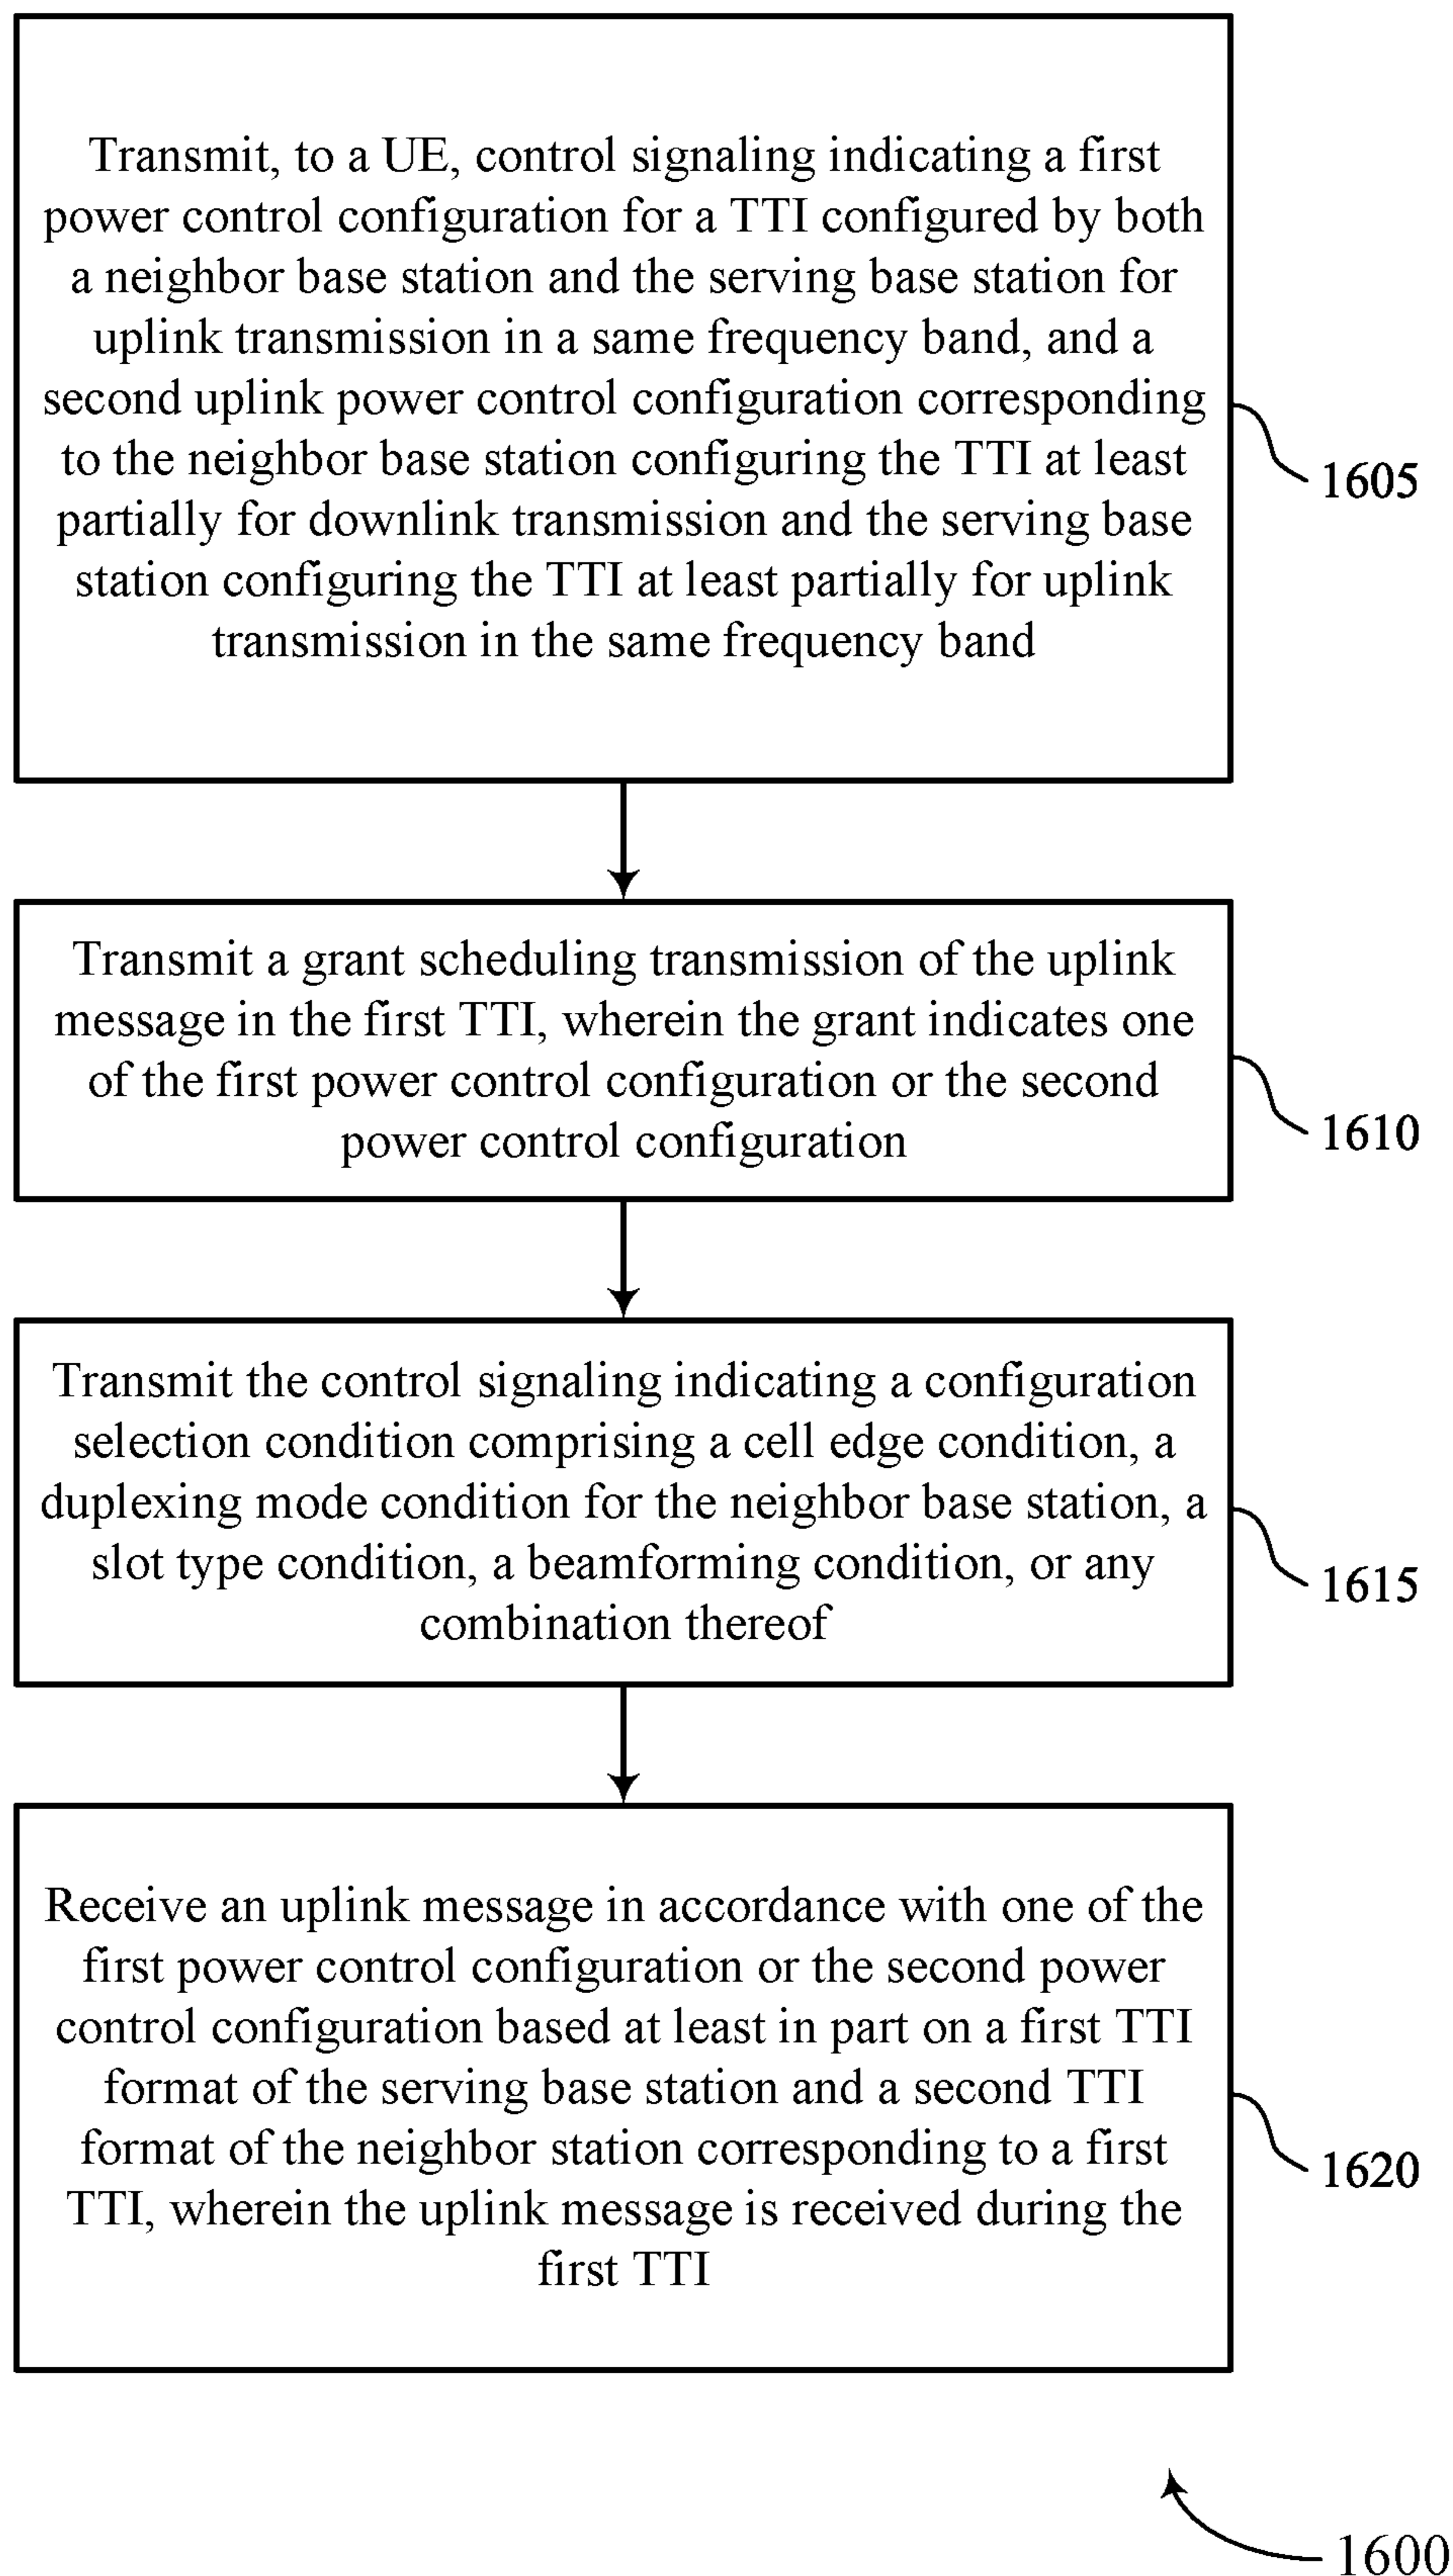 Transmit, to a UE, control signaling indicating a first
power control configuration for a TTI configured by both
a neighbor base station and the serving base station for
uplink transmission in a same frequency band, and a
second uplink power control configuration corresponding
to the neighbor base station configuring the TTI at least
partially for downlink transmission and the serving base
station configuring the TTI at least partially for uplink
transmission in the same frequency band
1605
Transmit a grant scheduling transmission of the uplink
message in the first TTI, wherein the grant indicates one
of the first power control configuration or the second
power control configuration
1610
Transmit the control signaling indicating a configuration
selection condition comprising a cell edge condition, a
duplexing mode condition for the neighbor base station, a
slot type condition, a beamforming condition, or any
combination thereof
1615
Receive an uplink message in accordance with one of the
first power control configuration or the second power
control configuration based at least in part on a first TTI
format of the serving base station and a second TTI
format of the neighbor station corresponding to a first
TTI, wherein the uplink message is received during the
first TTI
1620
1600